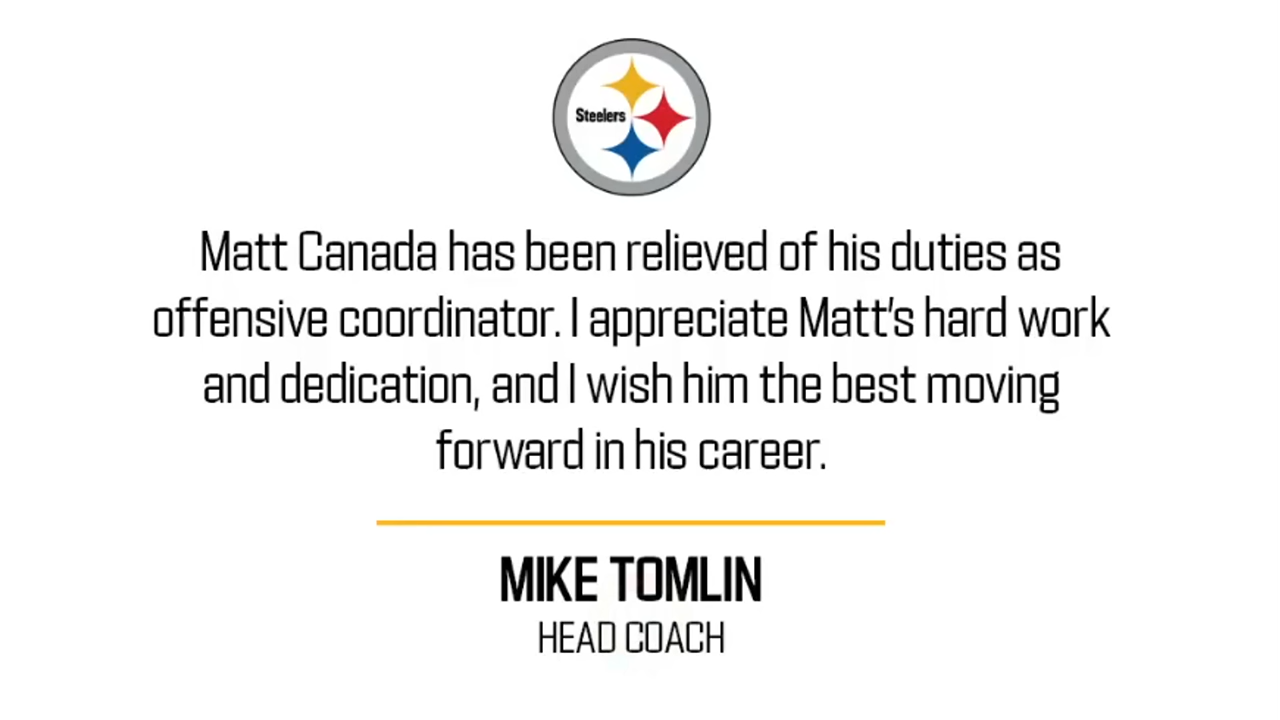 Steelers
Matt Canada has been relieved of his duties as
offensive coordinator. I appreciate Matt's hard work
and dedication, and I wish him the best moving
forward in his career.
MIKE TOMLIN
HEAD COACH